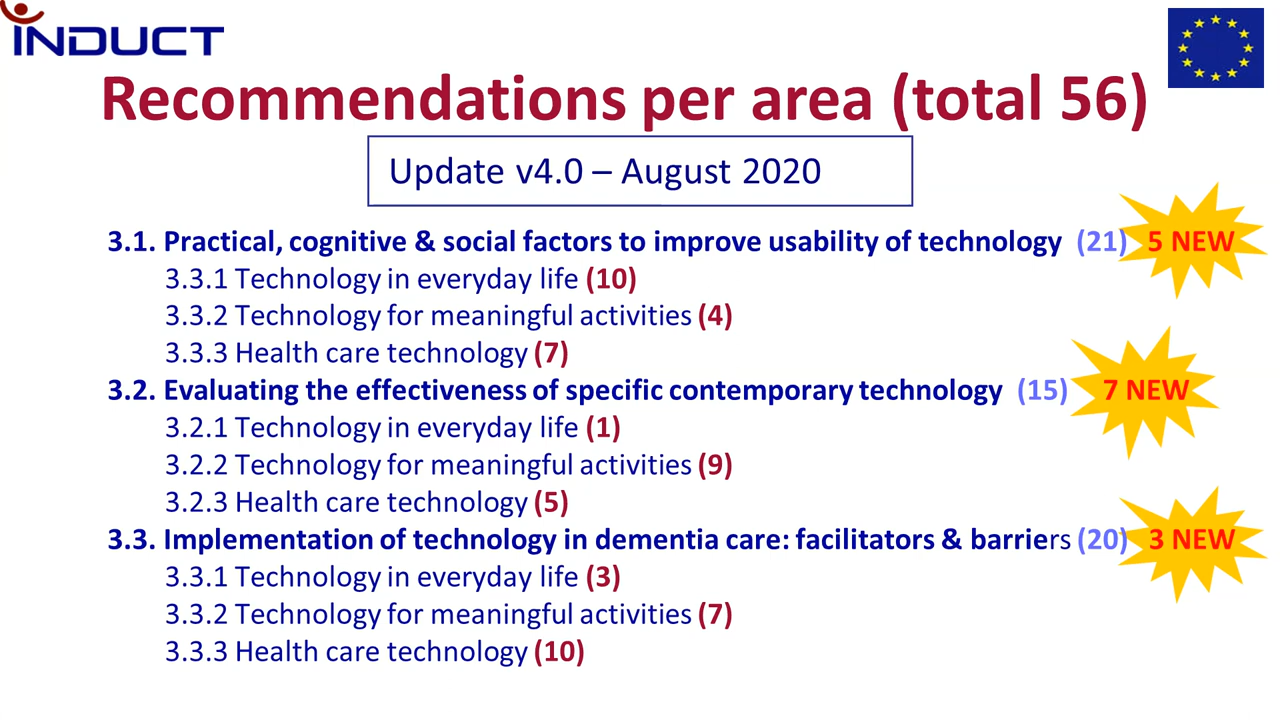 INDUCT
Recommendations per area (total 56)
Update v4.0 – August 2020
3.1. Practical, cognitive & social factors to improve usability of technology (21) 5 NEW
3.3.1 Technology in everyday life (10)
3.3.2 Technology for meaningful activities (4)
3.3.3 Health care technology (7)
3.2. Evaluating the effectiveness of specific contemporary technology (15) 7 NEW
3.2.1 Technology in everyday life (1)
3.2.2 Technology for meaningful activities (9)
3.2.3 Health care technology (5)
3.3. Implementation of technology in dementia care: facilitators & barriers (20) 3 NEW
3.3.1 Technology in everyday life (3)
3.3.2 Technology for meaningful activities (7)
3.3.3 Health care technology (10)